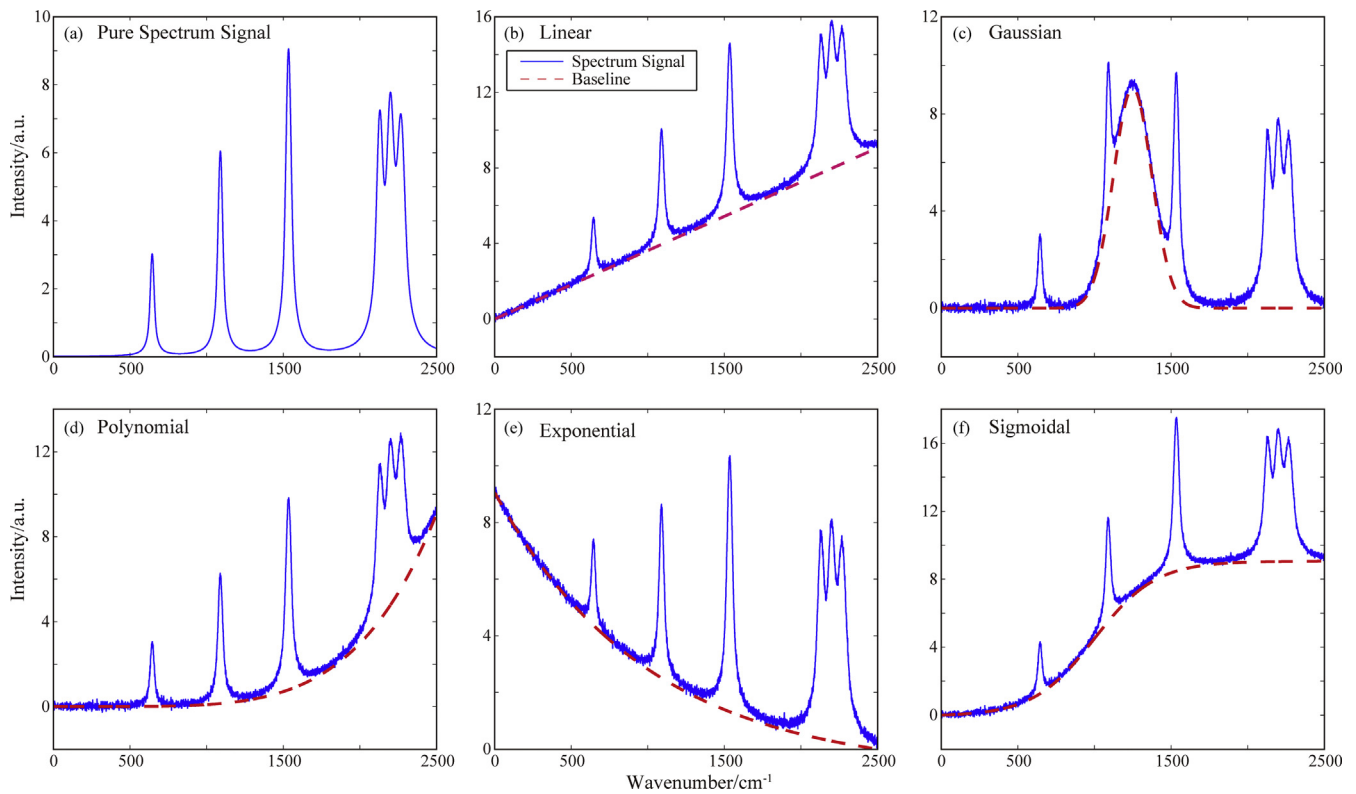 (a) Pure Spectrum Signal
10
8
6
4
2
0
0 500 1500 2500
Intensity/a.u.
(b) Linear
Spectrum Signal
Baseline
16
12
8
4
0
0 500 1500 2500
(c) Gaussian
12
8
4
0
0 500 1500 2500
(d) Polynomial
12
8
4
0
0 500 1500 2500
Intensity/a.u.
(e) Exponential
12
8
4
0
0 500 1500 2500
Wavenumber/cm-1
(f) Sigmoidal
16
12
8
4
0
0 500 1500 2500